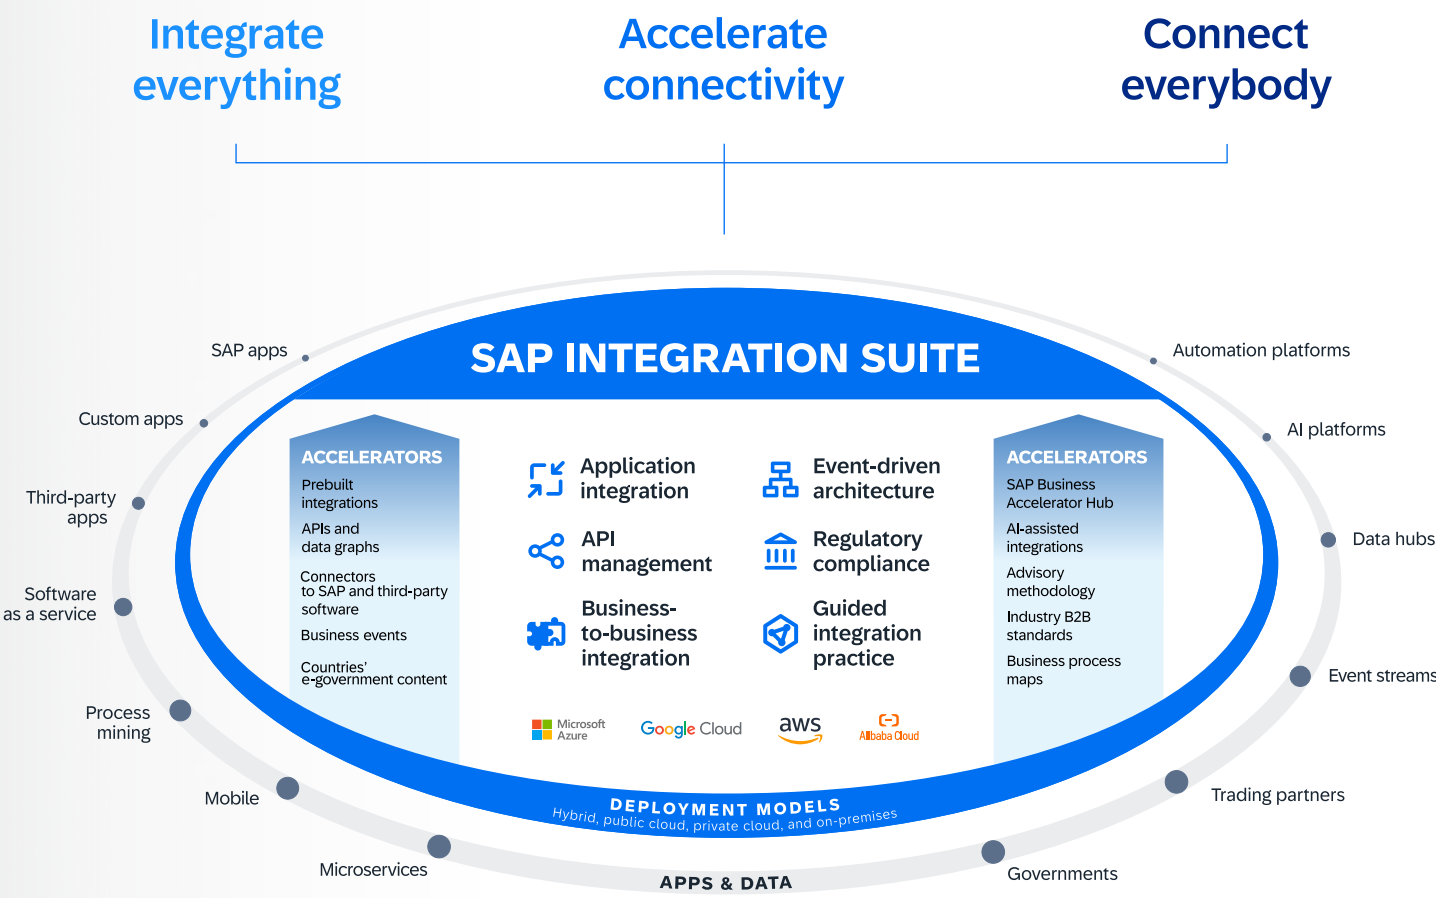 Integrate
everything
Accelerate
connectivity
Connect
everybody
SAP INTEGRATION SUITE
SAP apps
Custom apps
Third-party
apps
Software
as a service
Process
mining
Mobile
Microservices
ACCELERATORS
Prebuilt
integrations
APIs and
data graphs
Connectors
to SAP and third-party
software
Business events
Countries’
e-government content
Application
integration
API
management
Business-
to-business
integration
Event-driven
architecture
Regulatory
compliance
Guided
integration
practice
Microsoft
Azure
Google Cloud
aws
Alibaba Cloud
ACCELERATORS
SAP Business
Accelerator Hub
AI-assisted
integrations
Advisory
methodology
Industry B2B
standards
Business process
maps
Automation platforms
AI platforms
Data hubs
Event streams
Trading partners
Governments
DEPLOYMENT MODELS
Hybrid, public cloud, private cloud, and on-premises
APPS & DATA